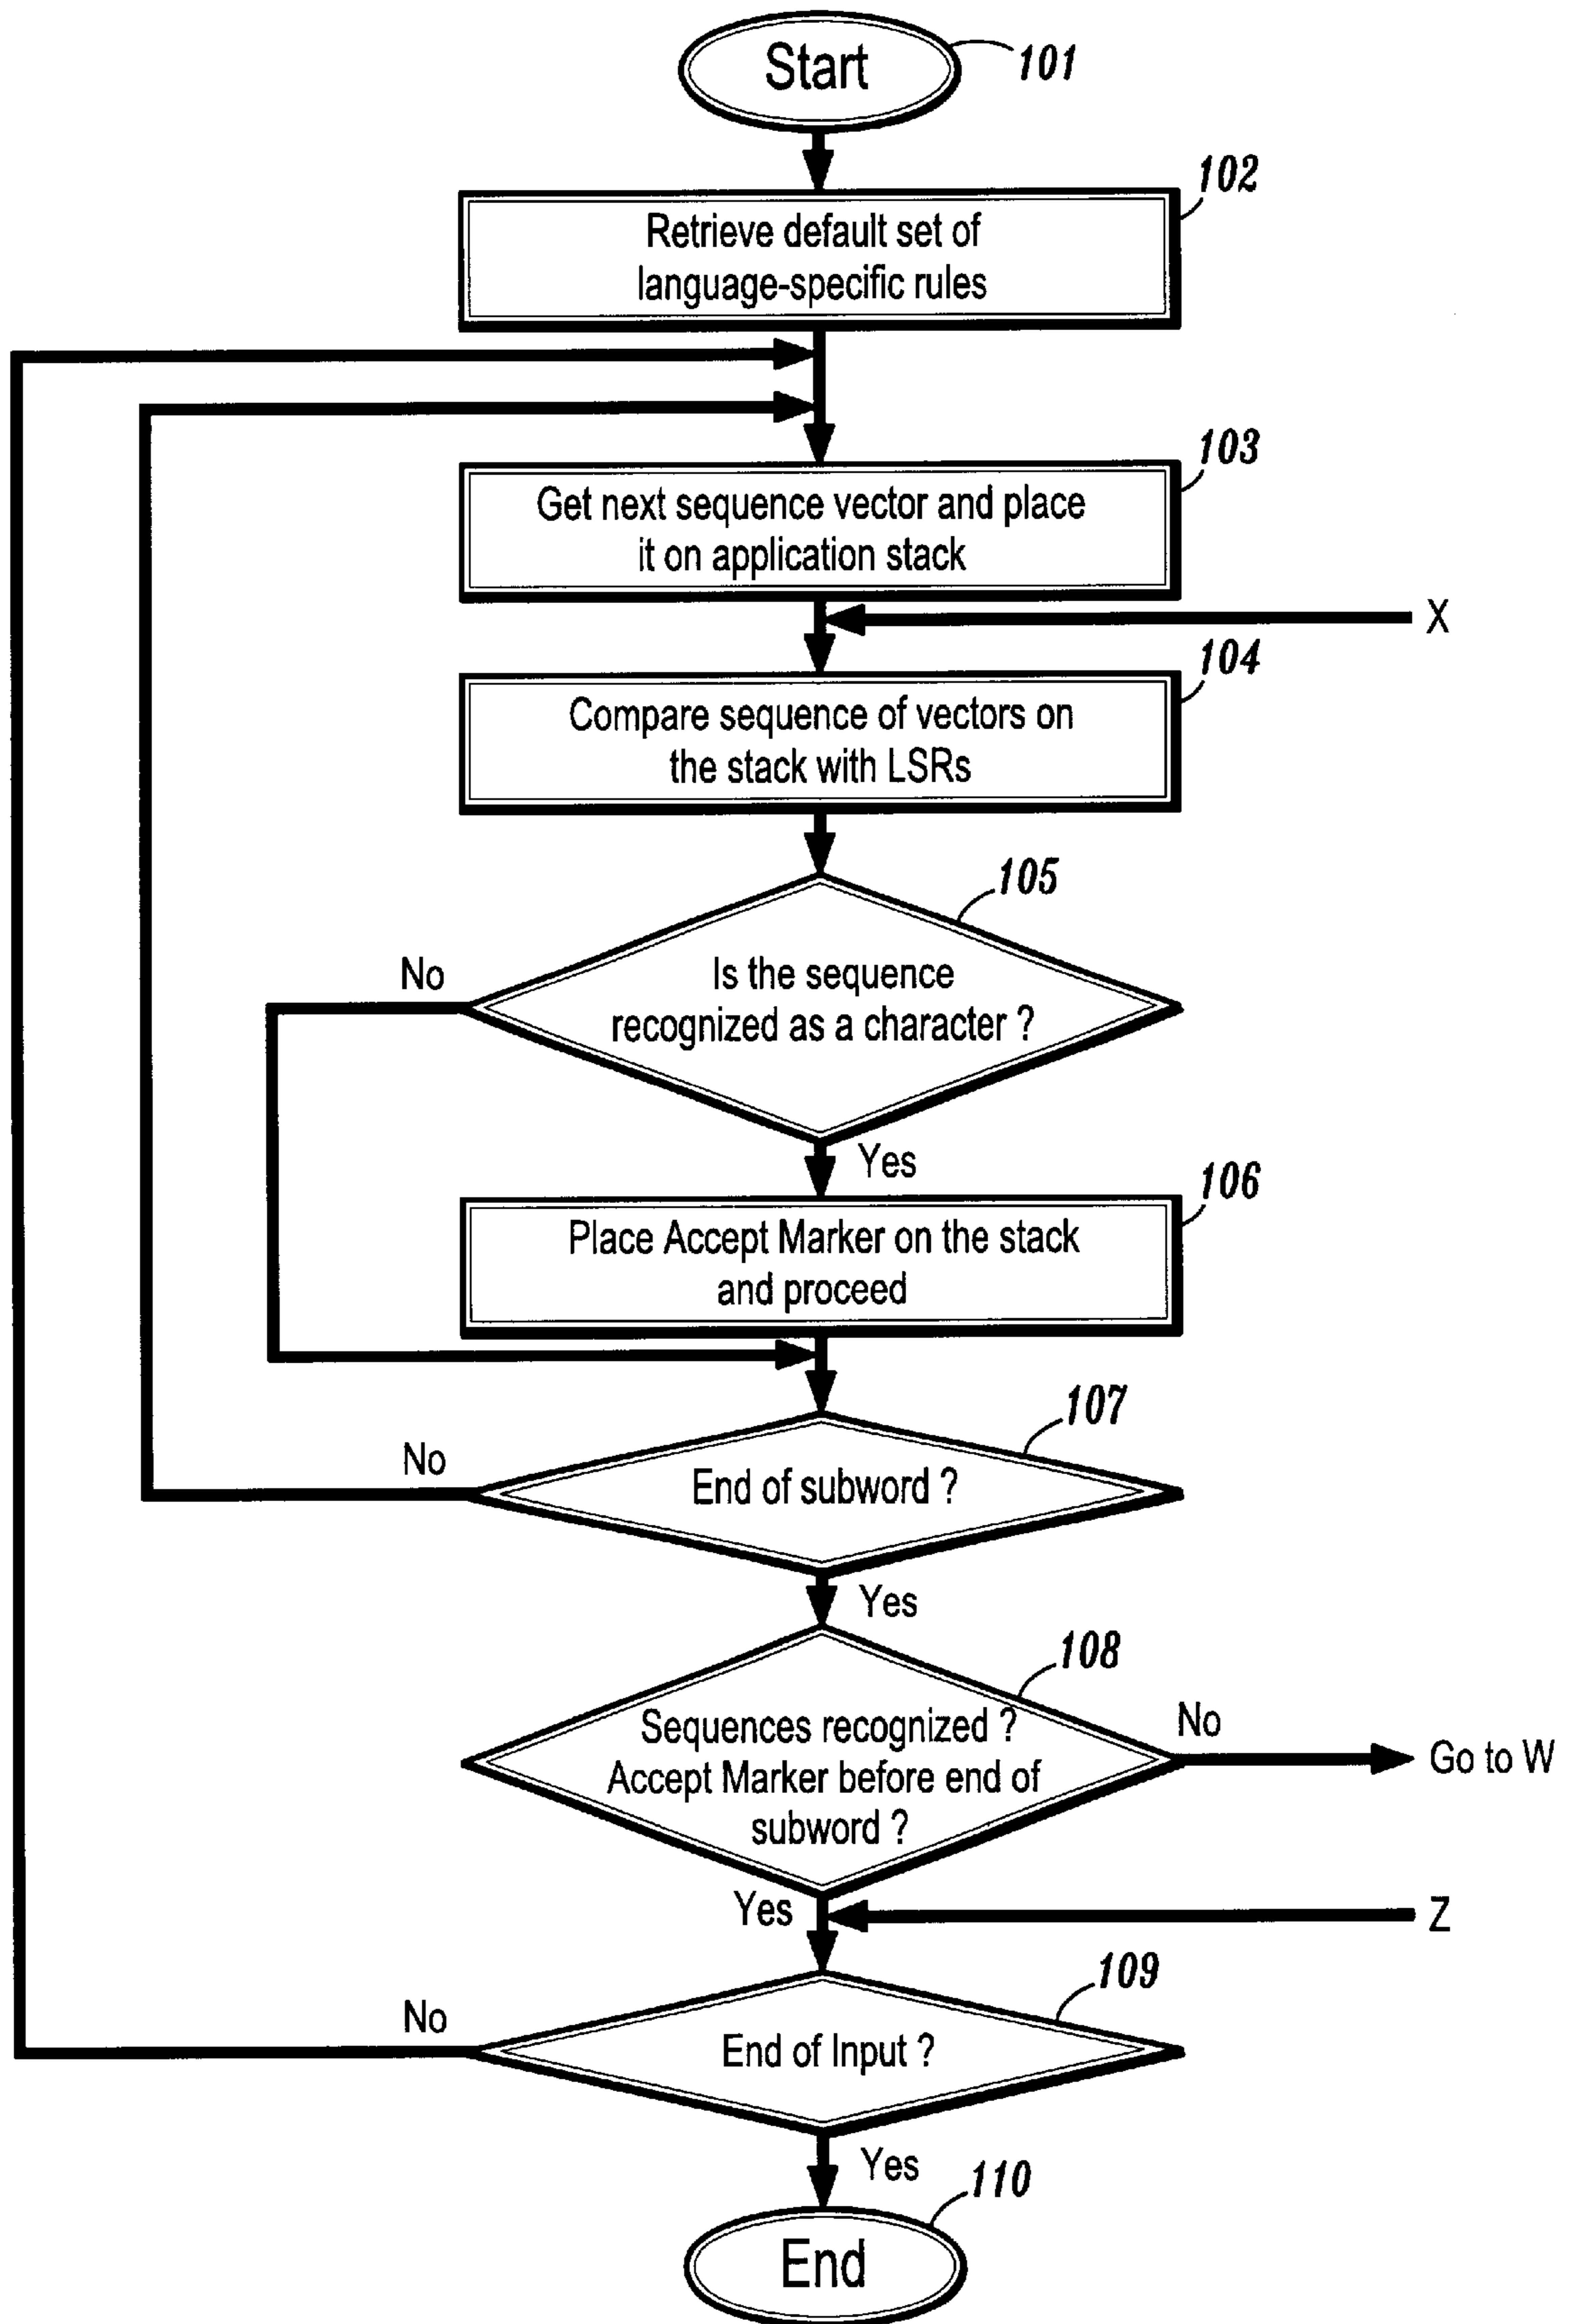 Start
101
102
Retrieve default set of
language-specific rules
103
Get next sequence vector and place
it on application stack
X
104
Compare sequence of vectors on
the stack with LSRs
105
No
Is the sequence
recognized as a character ?
Yes
106
Place Accept Marker on the stack
and proceed
107
No
End of subword ?
Yes
108
Sequences recognized ?
No
Accept Marker before end of
Go to W
subword ?
Yes
Z
109
No
End of Input ?
Yes
110
End